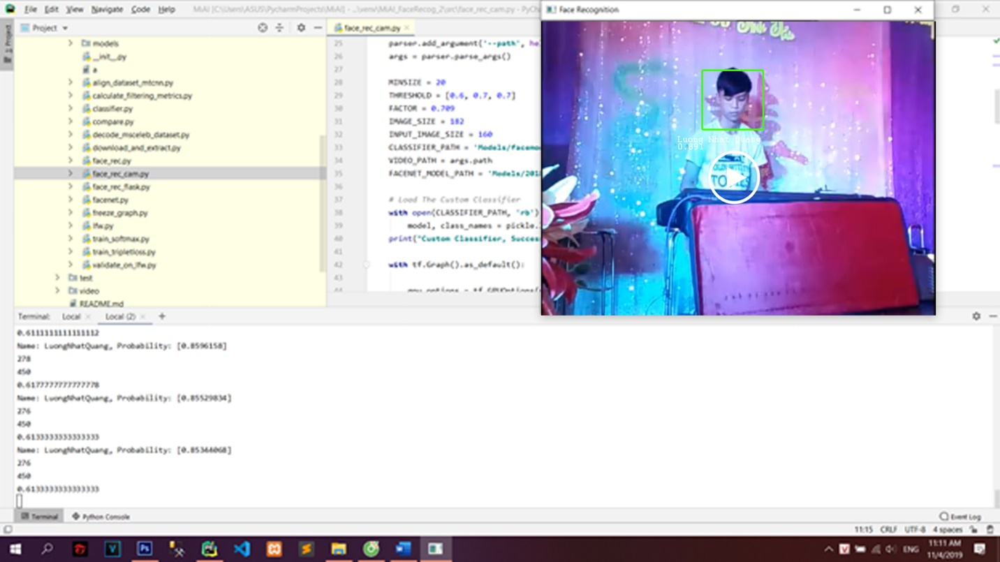 File Edit View Navigate Code Help
MiAI [C:\Users\ASUS\PycharmProjects\MiAI] - ...\venv\MiAI_FaceRecog_2\src\face_rec_cam.py - PyCha
Face Recognition
1: Project
Project
face_rec_cam.py
models
__init__.py
a
align_dataset_mtcnn.py
calculate_filtering_metrics.py
classifier.py
compare.py
decode_msceleb_dataset.py
download_and_extract.py
face_rec.py
face_rec_cam.py
face_rec_flask.py
facenet.py
freeze_graph.py
lfw.py
train_softmax.py
train_tripletloss.py
validate_on_lfw.py
test
video
README.md
25 parser.add_argument('--path', he
26 args = parser.parse_args()
27
28 MINSIZE = 20
29 THRESHOLD = [0.6, 0.7, 0.7]
30 FACTOR = 0.709
31 IMAGE_SIZE = 182
32 INPUT_IMAGE_SIZE = 160
33 CLASSIFIER_PATH = 'Models/facemo
34 VIDEO_PATH = args.path
35 FACENET_MODEL_PATH = 'Models/201
36
37 # Load The Custom Classifier
38 with open(CLASSIFIER_PATH, 'rb')
39 model, class_names = pickle.
40 print("Custom Classifier, Succes
41
42 with tf.Graph().as_default():
43
44 gpu_options = tf.GPUOptions(
Luong Nhat Quang
0.891
Terminal: Local Local (2) +
0.6111111111111112
Name: LuongNhatQuang, Probability: [0.8596158]
278
450
0.6177777777777778
Name: LuongNhatQuang, Probability: [0.85529834]
276
450
0.6133333333333333
Name: LuongNhatQuang, Probability: [0.85366068]
276
450
0.6133333333333333
Terminal Python Console
Event Log
11:15 CRLF UTF-8 4 spaces
ENG
11:11 AM
11/4/2019